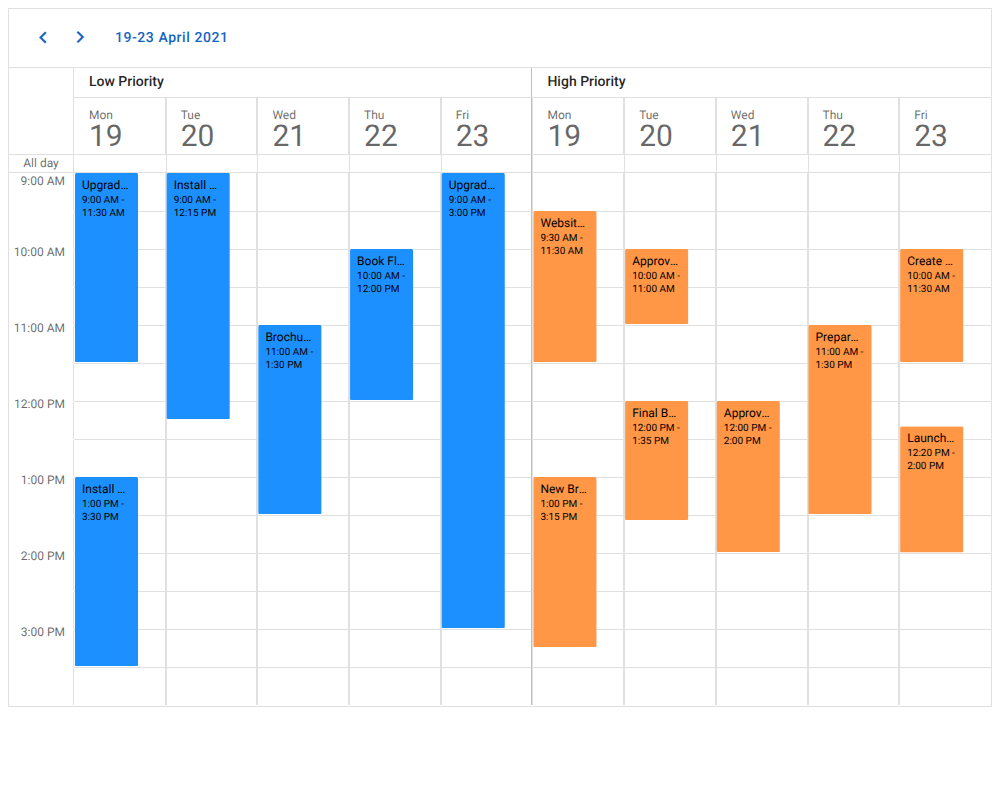 19-23 April 2021
Low Priority
High Priority
Mon
19
Tue
20
Wed
21
Thu
22
Fri
23
Mon
19
Tue
20
Wed
21
Thu
22
Fri
23
All day
9:00 AM
10:00 AM
11:00 AM
12:00 PM
1:00 PM
2:00 PM
3:00 PM
Upgrad...
9:00 AM -
11:30 AM
Install ...
1:00 PM -
3:30 PM
Install ...
9:00 AM -
12:15 PM
Brochu...
11:00 AM -
1:30 PM
Book Fl...
10:00 AM -
12:00 PM
Upgrad...
9:00 AM -
3:00 PM
Websit...
9:30 AM -
11:30 AM
New Br...
1:00 PM -
3:15 PM
Approv...
10:00 AM -
11:00 AM
Final B...
12:00 PM -
1:35 PM
Approv...
12:00 PM -
2:00 PM
Prepar...
11:00 AM -
1:30 PM
Create ...
10:00 AM -
11:30 AM
Launch...
12:20 PM -
2:00 PM